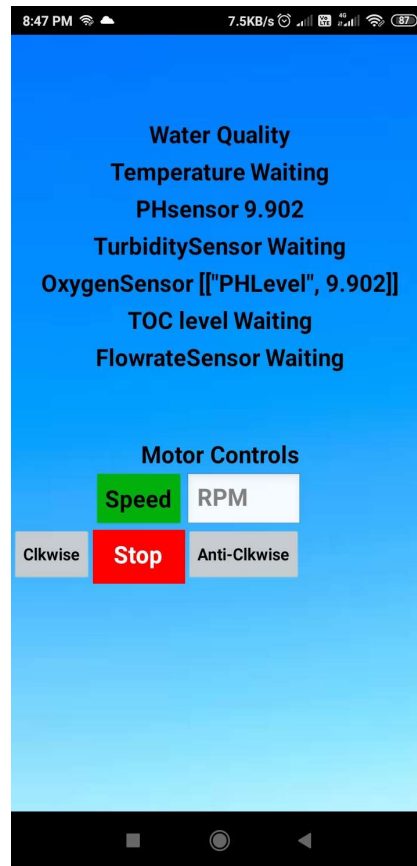 8:47 PM 7.5KB/s 4G 87
Water Quality
Temperature Waiting
PHsensor 9.902
TurbiditySensor Waiting
OxygenSensor [["PHLevel", 9.902]]
TOC level Waiting
FlowrateSensor Waiting
Motor Controls
Speed RPM
Clkwise Stop Anti-Clkwise